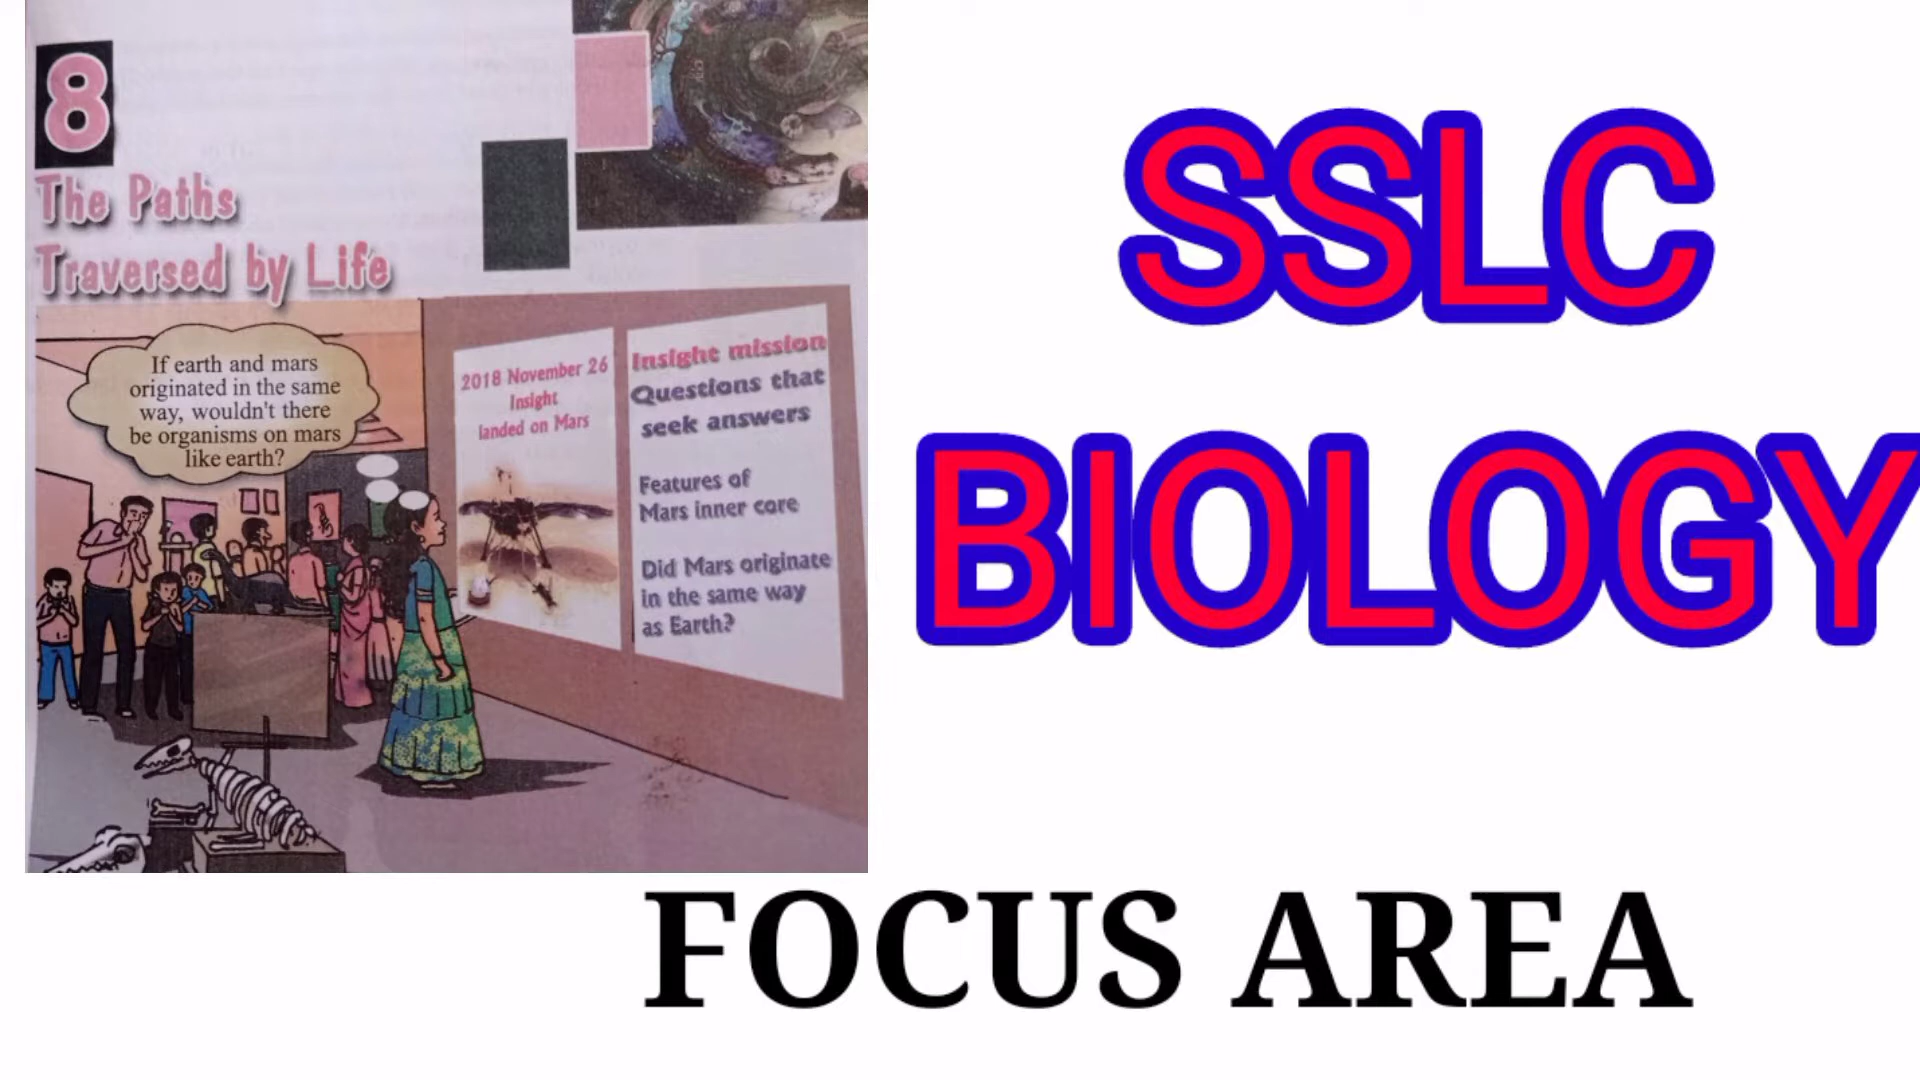 8
The Paths
Traversed by Life
If earth and mars
originated in the same
way, wouldn't there
be organisms on mars
like earth?
2018 November 26
Insight
landed on Mars
Insight mission
Questions that
seek answers
Features of
Mars inner core
Did Mars originate
in the same way
as Earth?
SSLC
BIOLOGY
FOCUS AREA